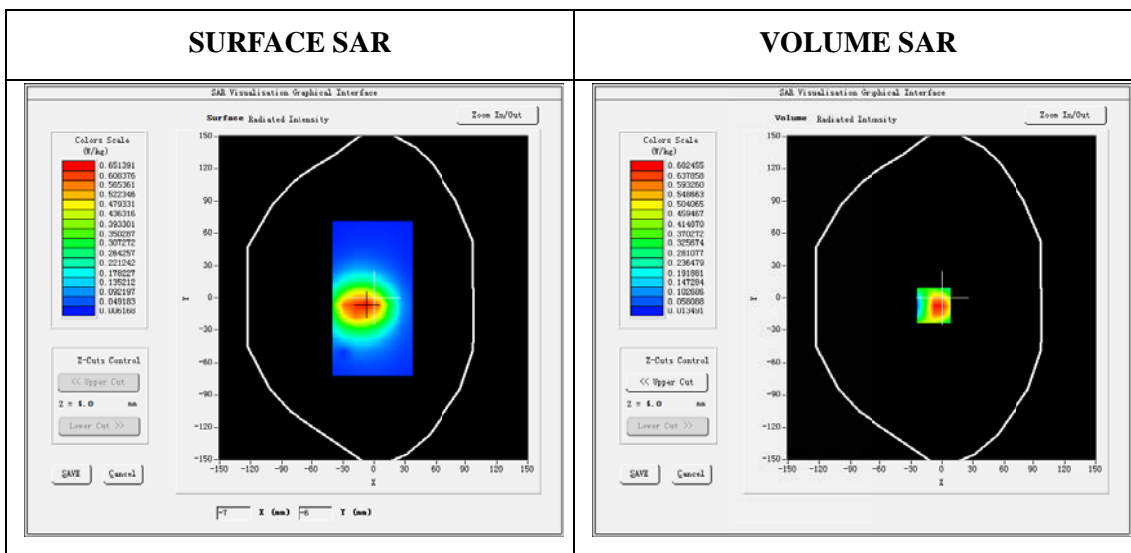 SURFACE SAR
SAR Visualisation Graphical Interface
Surface Radiated Intensity
Zoom In/Out
Colors Scale
(W/kg)
0.651391
0.608376
0.565361
0.522346
0.479331
0.436316
0.393301
0.350287
0.307272
0.264257
0.221242
0.178227
0.135212
0.092197
0.049183
0.006168
Z-Cuts Control
<< Upper Cut
Z = 4.0 mm
Lower Cut >>
SAVE Cancel
150
90
60
30
0
-30
-60
-90
-120
-150
Y
-150 -120 -90 -60 -30 0 30 60 90 120 150
X
-7 X (mm) -6 Y (mm)
VOLUME SAR
SAR Visualisation Graphical Interface
Volume Radiated Intensity
Zoom In/Out
Colors Scale
(W/kg)
0.682455
0.637858
0.593260
0.548663
0.504065
0.459467
0.414870
0.370272
0.325674
0.281077
0.236479
0.191881
0.147284
0.102686
0.058088
0.013491
Z-Cuts Control
<< Upper Cut
Z = 4.0 mm
Lower Cut >>
SAVE Cancel
150
90
60
30
0
-30
-60
-90
-120
-150
Y
-150 -120 -90 -60 -30 0 30 60 90 120 150
X